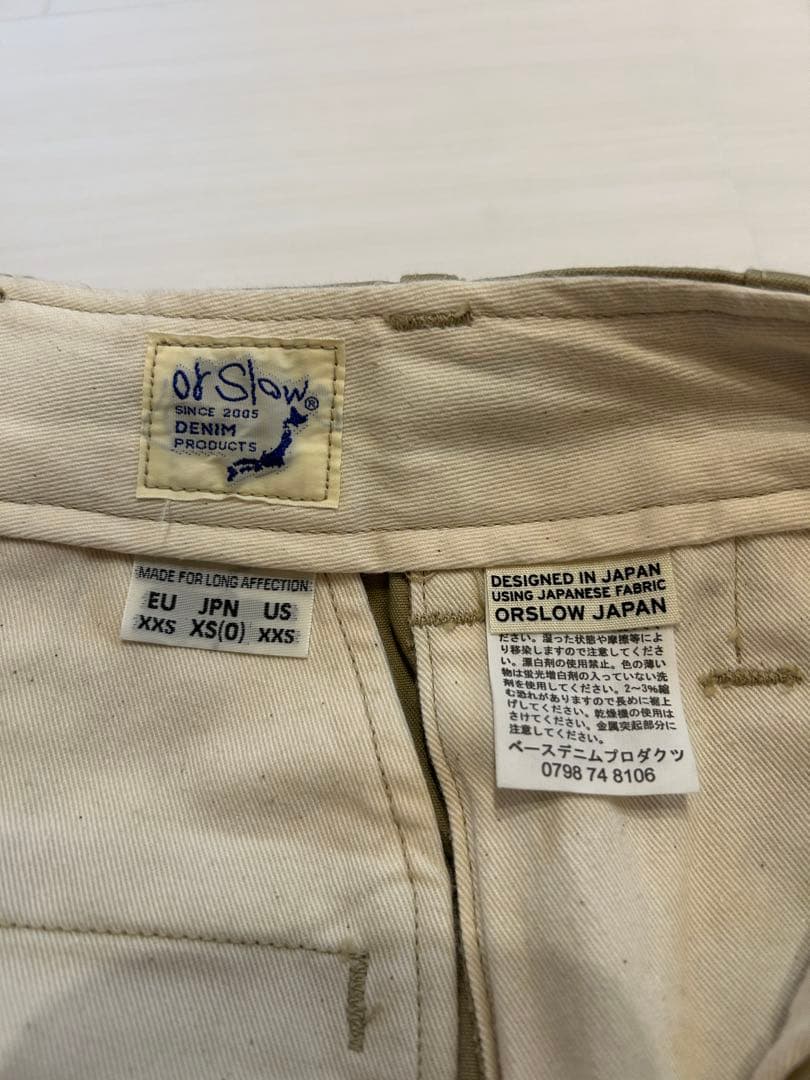 or Slow®
SINCE 2005
DENIM
PRODUCTS
MADE FOR LONG AFFECTION
EU JPN US
XXS XS(0) XXS
DESIGNED IN JAPAN
USING JAPANESE FABRIC
ORSLOW JAPAN
ださい。湿った状態や摩擦等によ
り移染しますので注意してくださ
い。漂白剤の使用禁止。色の薄い
物は蛍光増白剤の入っていない洗
剤を使用してください。2～3%縮
む恐れがありますので長めに裾上
げしてください。乾燥機の使用は
さけてください。金属突起部分に
注意してください。
ベースデニムプロダクツ
0798 74 8106